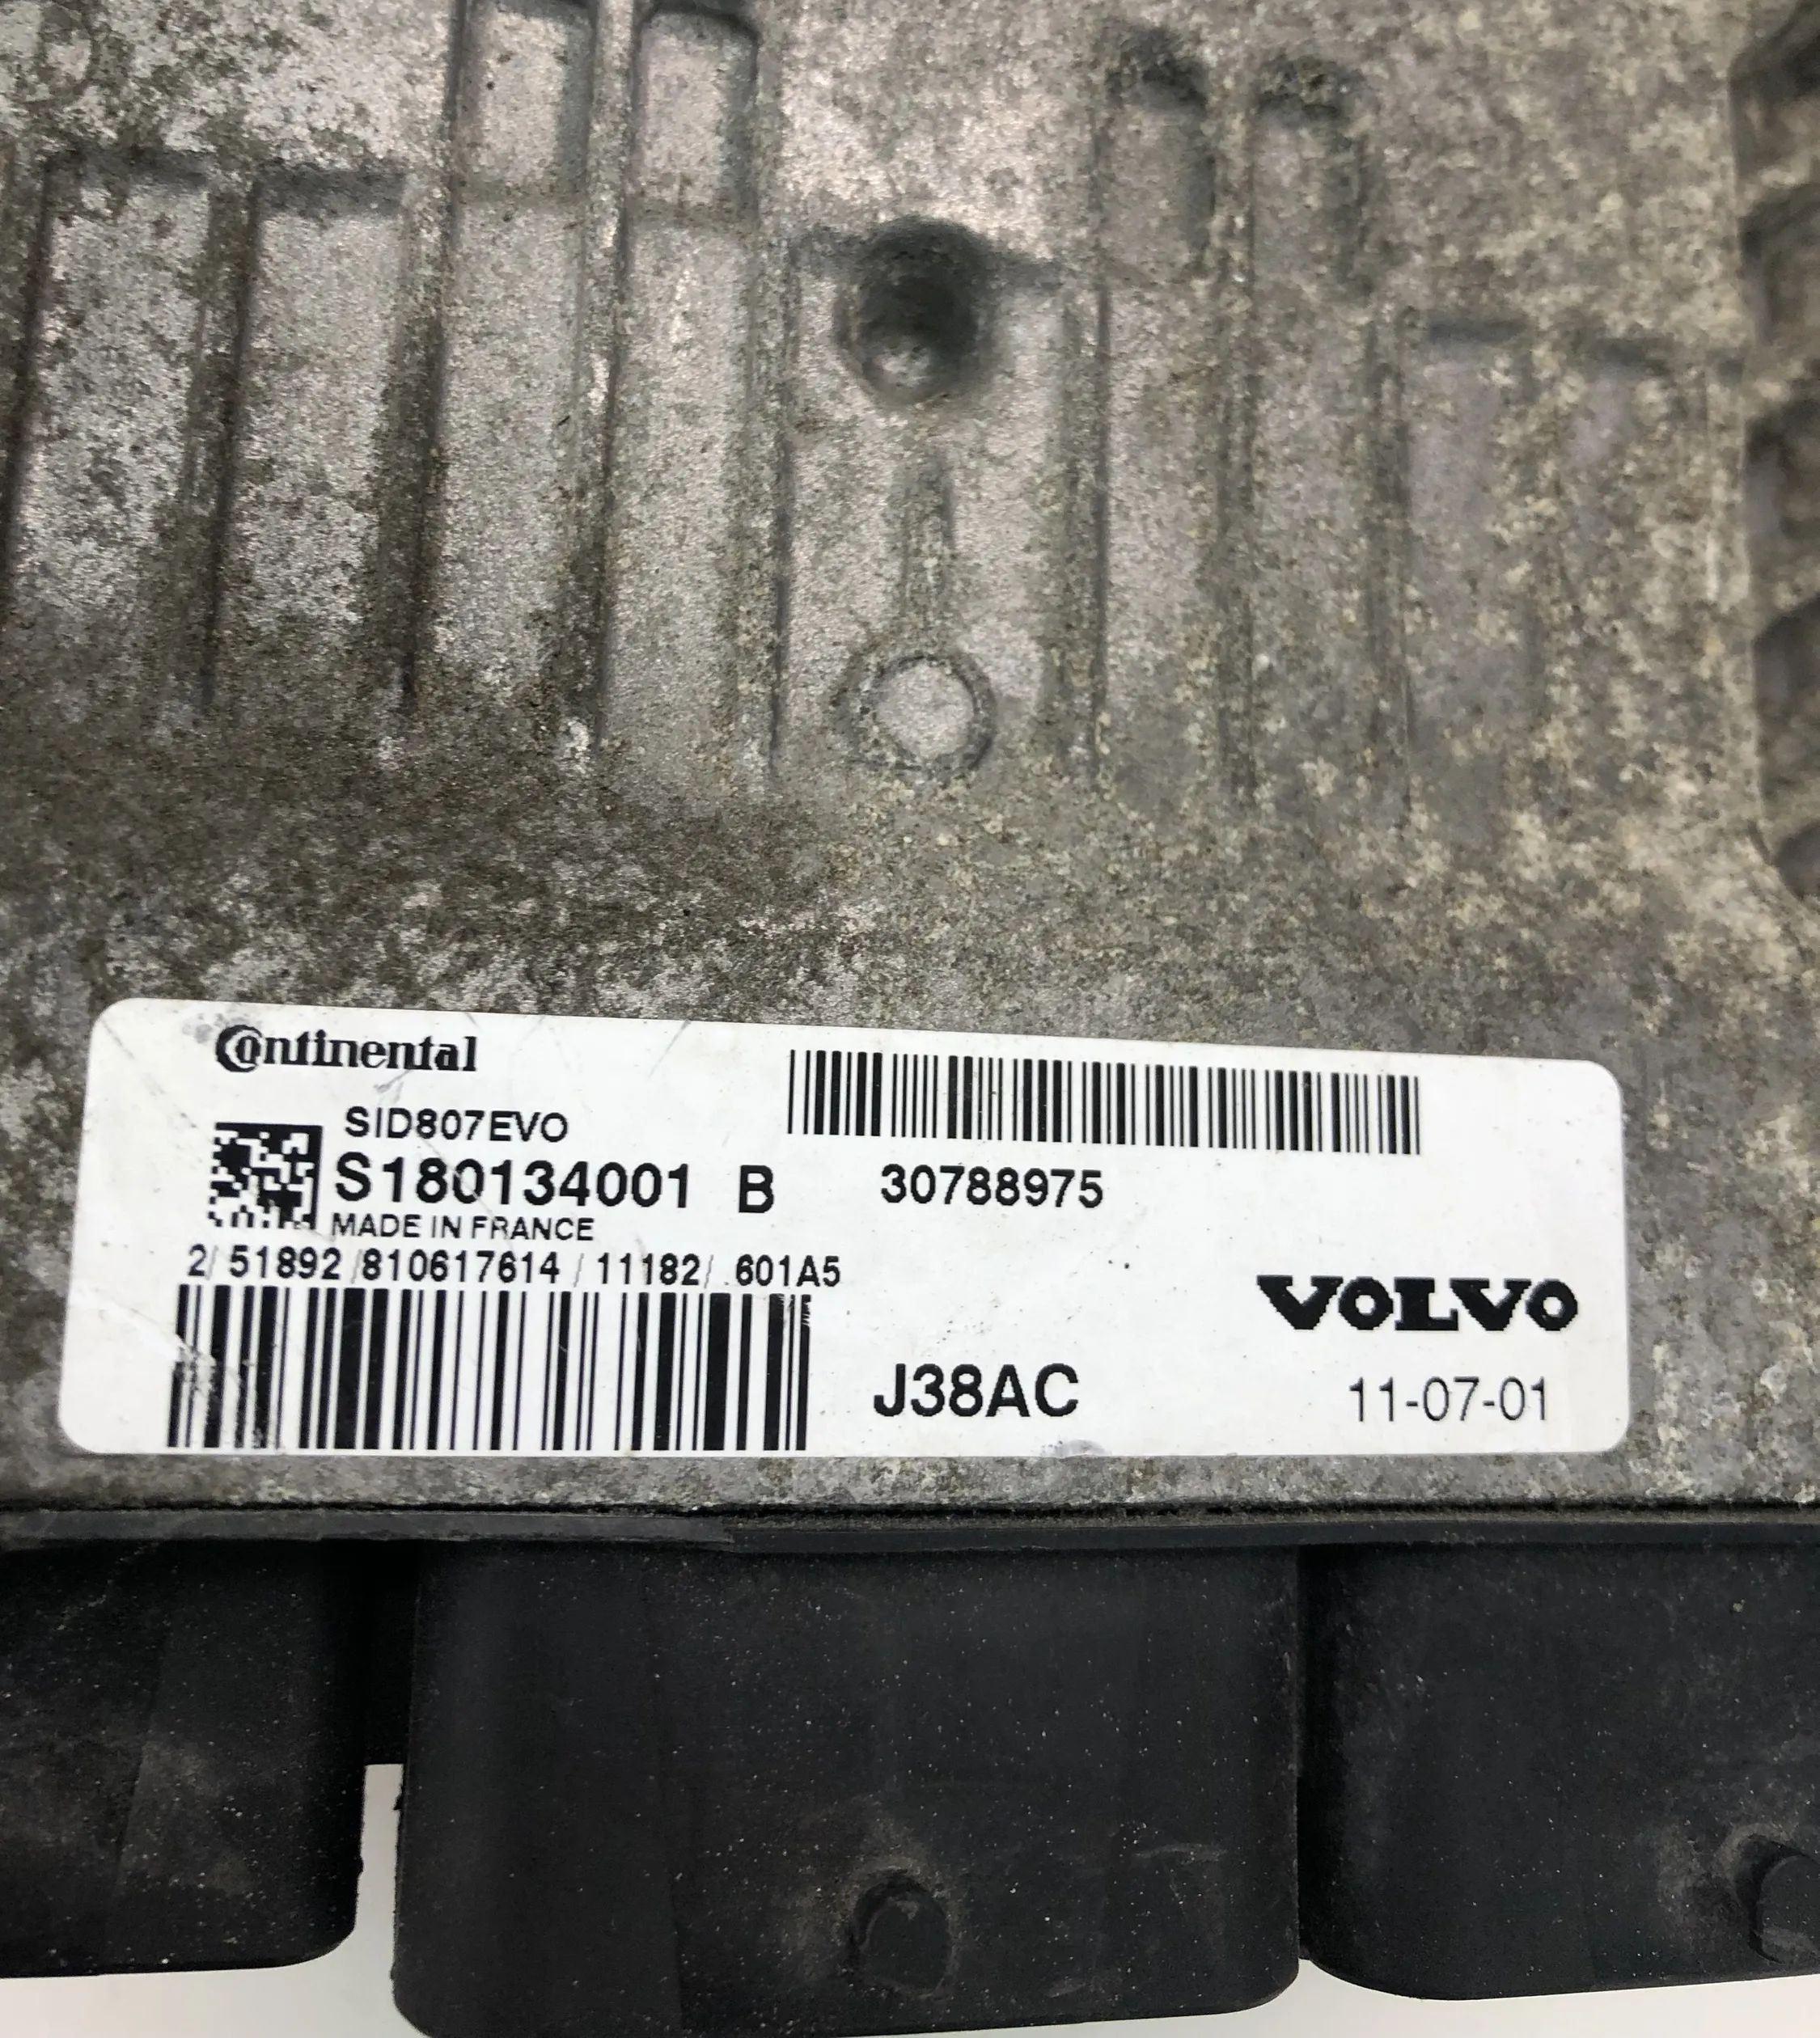 Continental
SID807EVO
S180134001 B
30788975
MADE IN FRANCE
2/ 51892 /810617614 / 11182/ .601A5
VOLVO
J38AC
11-07-01